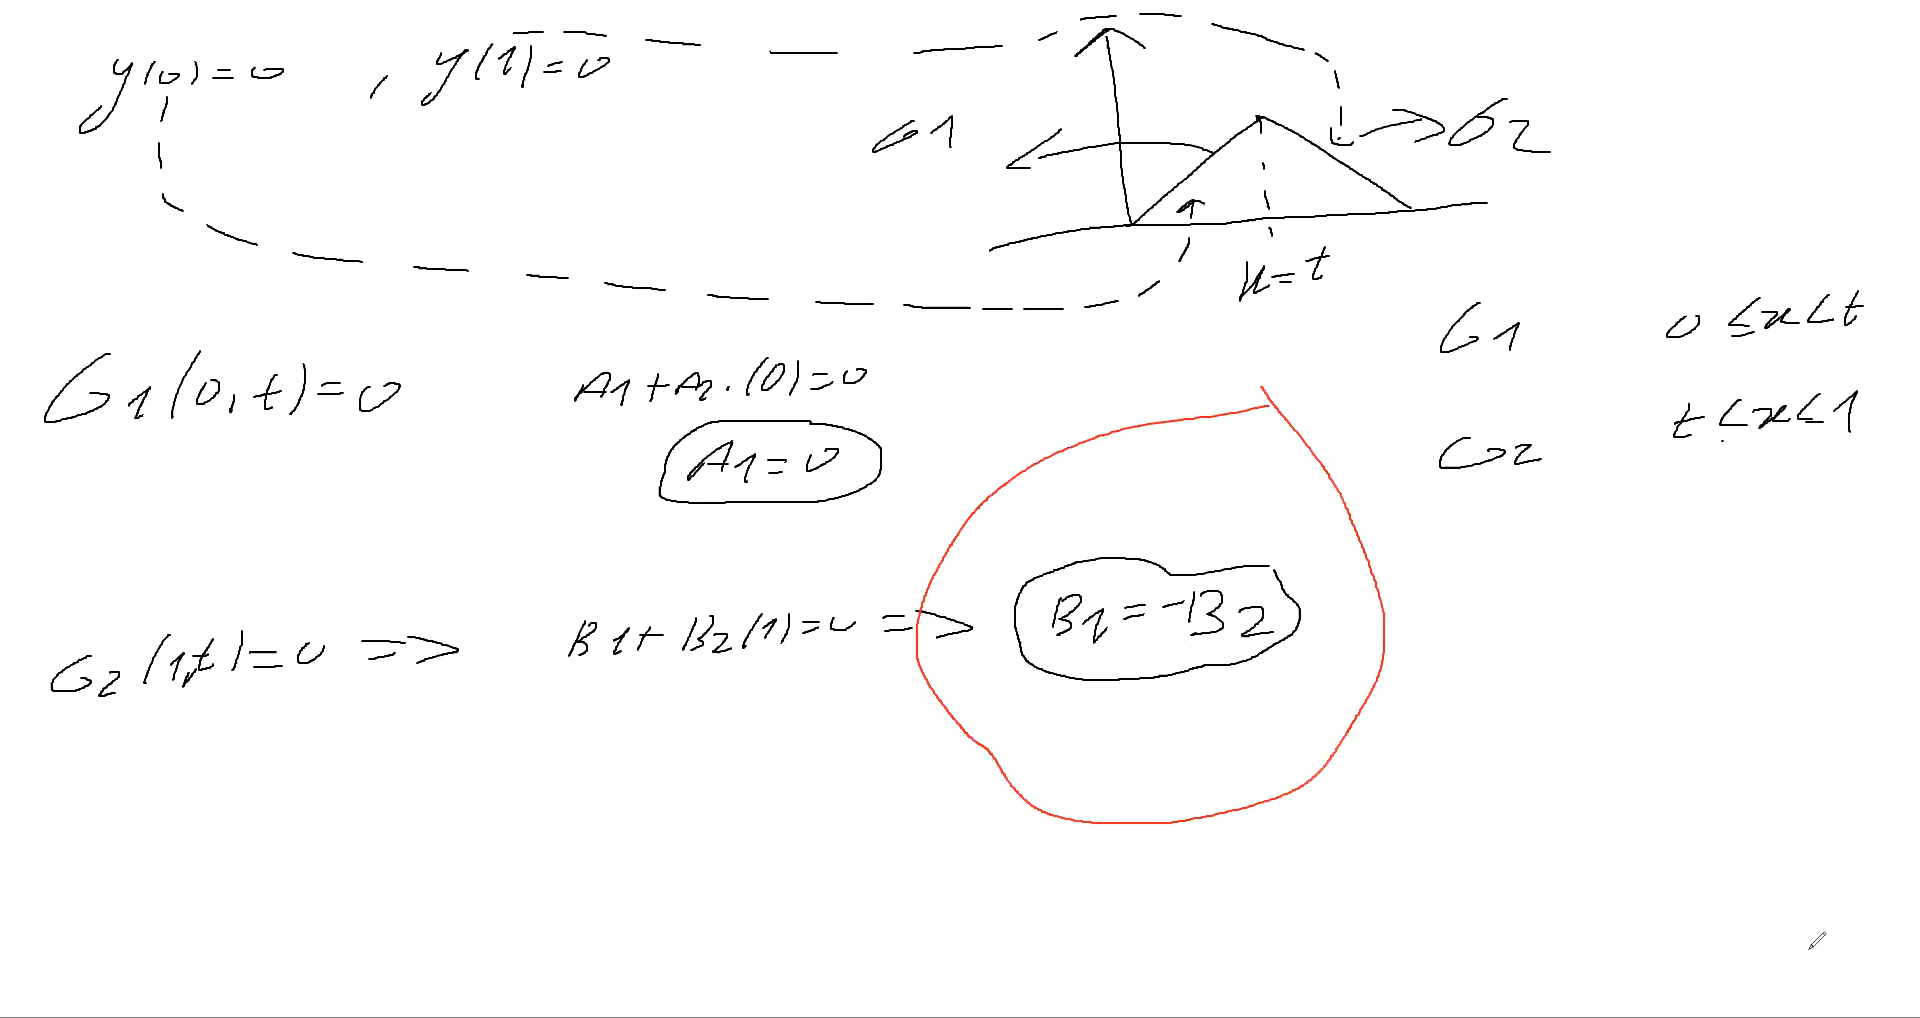 y(0)=0 , y(1)=0
G1
G2
x=t
G1 0≤x<t
G1(0,t)=0 A1+A2.(0)=0
G2 t<x≤1
A1=0
G2(1,t)=0 => B1+B2(1)=0 => B1=-B2